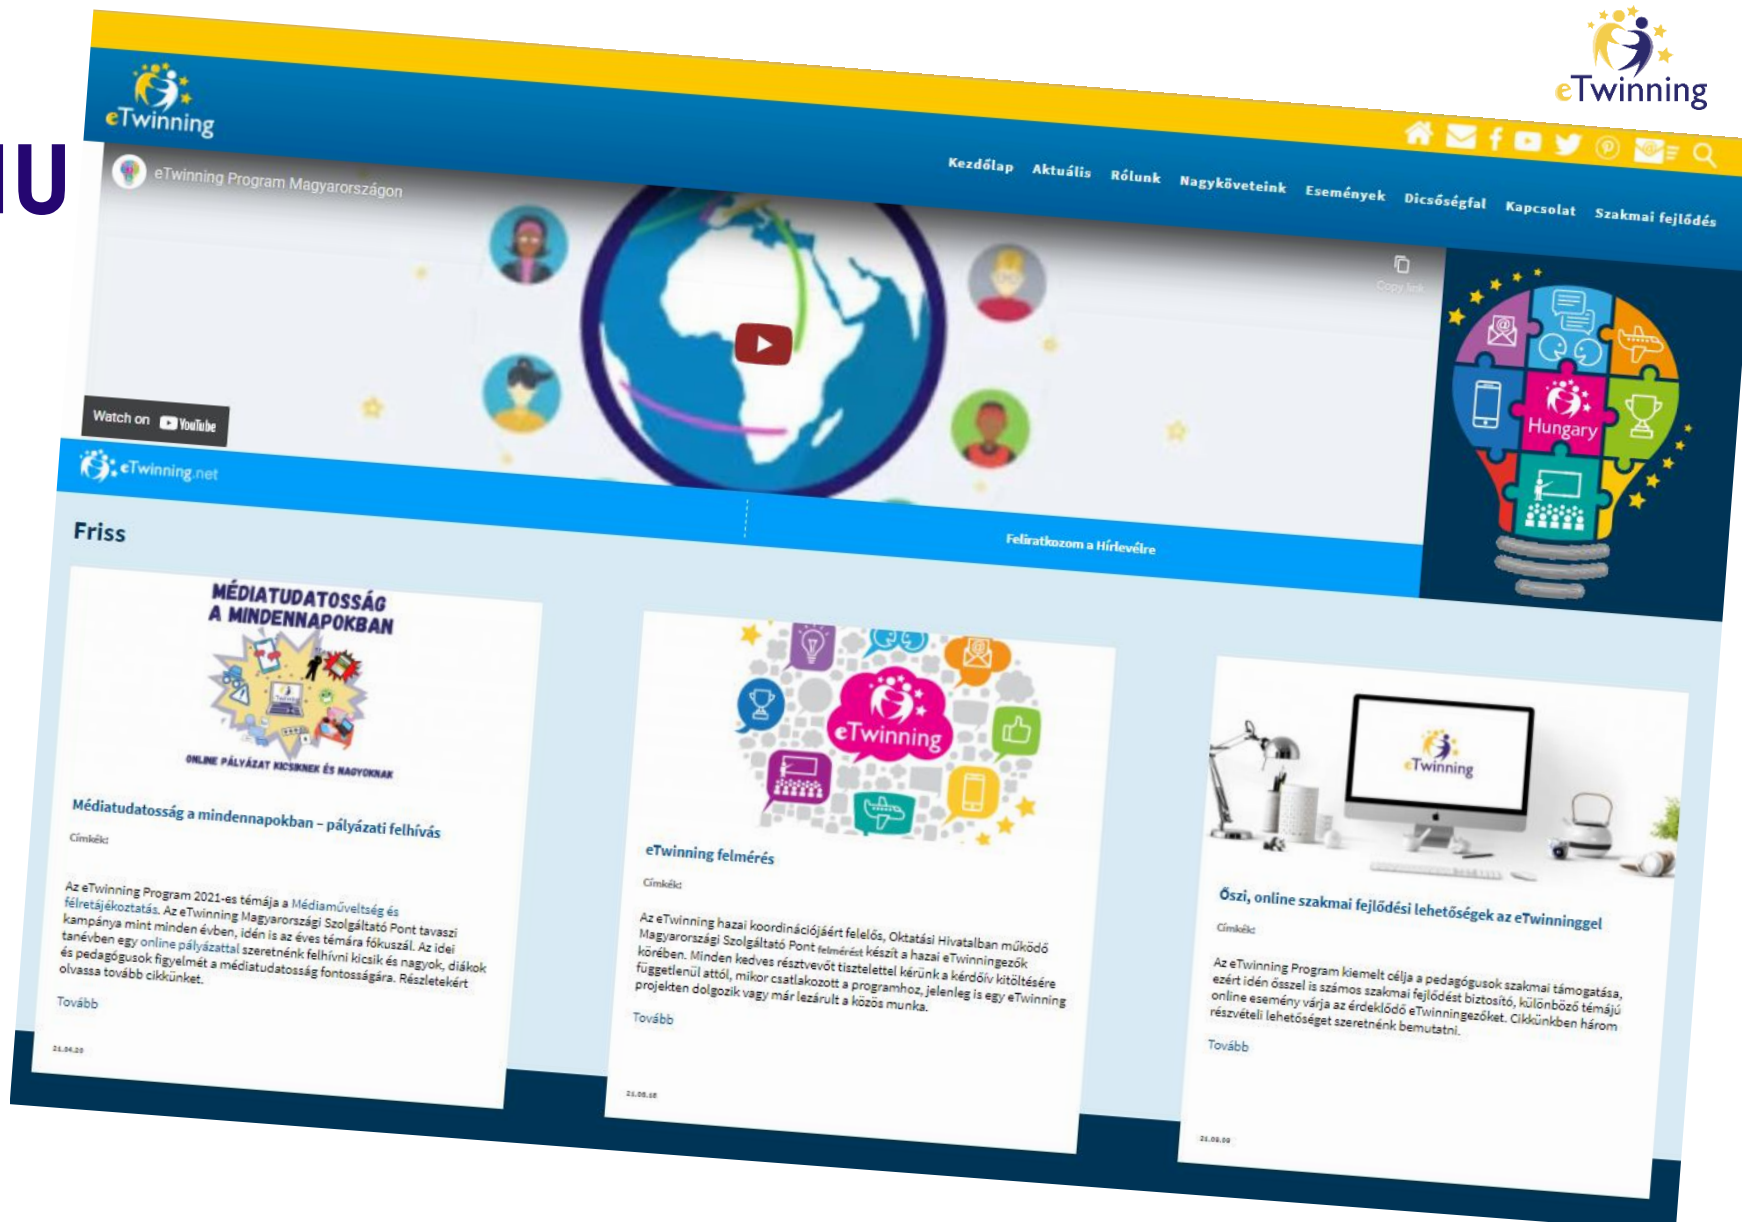 eTwinning
HU
eTwinning
Kezdőlap Aktuális Rólunk Nagyköveteink Események Dicsőségfal Kapcsolat Szakmai fejlődés
eTwinning Program Magyarországon
Copy link
Watch on YouTube
Hungary
eTwinning.net
Feliratkozom a Hírlevélre
Friss
MÉDIATUDATOSSÁG
A MINDENNAPOKBAN
ONLINE PÁLYÁZAT KICSIKNEK ÉS NAGYOKNAK
Médiatudatosság a mindennapokban – pályázati felhívás
Címkék:
Az eTwinning Program 2021-es témája a Médiaműveltség és
félretájékoztatás. Az eTwinning Magyarországi Szolgáltató Pont tavaszi
kampánya mint minden évben, idén is az éves témára fókuszál. Az idei
tanévben egy online pályázattal szeretnénk felhívni kicsik és nagyok, diákok
és pedagógusok figyelmét a médiatudatosság fontosságára. Részletekért
olvassa tovább cikkünket.
Tovább
eTwinning
eTwinning felmérés
Címkék:
Az eTwinning hazai koordinációjáért felelős, Oktatási Hivatalban működő
Magyarországi Szolgáltató Pont felmérést készít a hazai eTwinningezők
körében. Minden kedves résztvevőt tisztelettel kérünk a kérdőív kitöltésére
függetlenül attól, mikor csatlakozott a programhoz, jelenleg is egy eTwinning
projekten dolgozik vagy már lezárult a közös munka.
Tovább
eTwinning
Őszi, online szakmai fejlődési lehetőségek az eTwinninggel
Címkék:
Az eTwinning Program kiemelt célja a pedagógusok szakmai támogatása,
ezért idén ősszel is számos szakmai fejlődést biztosító, különböző témájú
online esemény várja az érdeklődő eTwinningezőket. Cikkünkben három
részvételi lehetőséget szeretnénk bemutatni.
Tovább